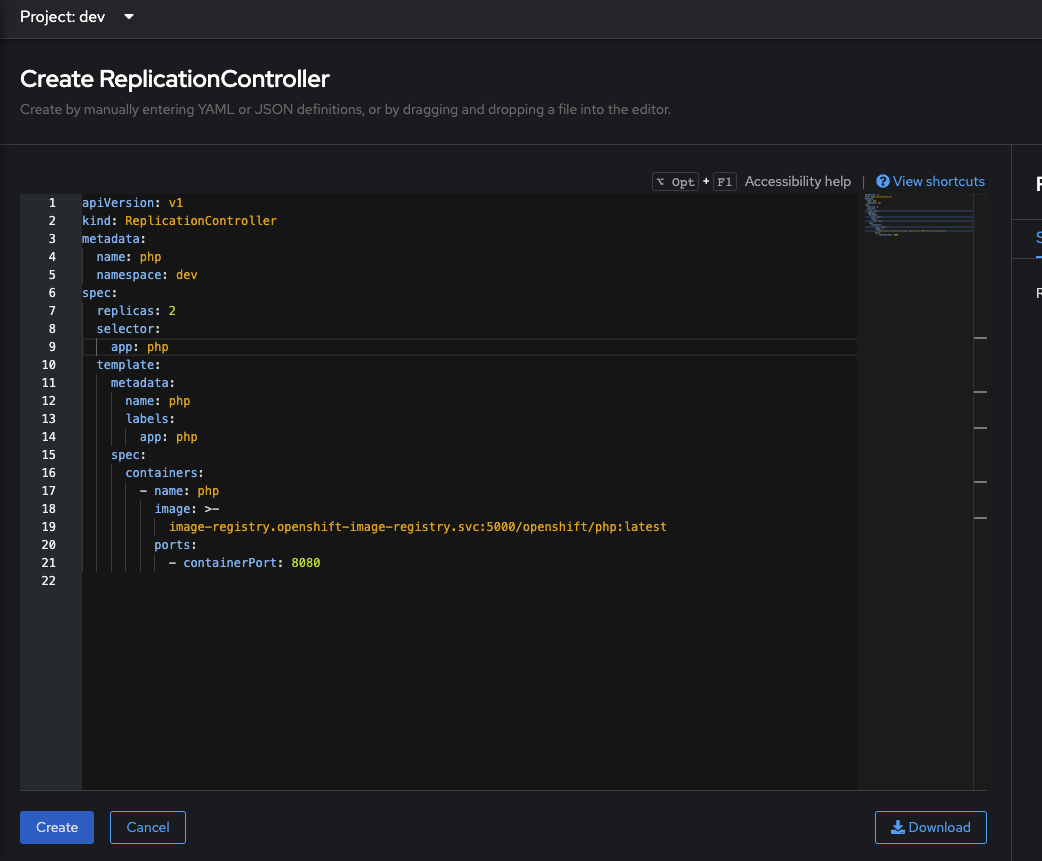 Project: dev
Create ReplicationController
Create by manually entering YAML or JSON definitions, or by dragging and dropping a file into the editor.
⌥ Opt + F1 Accessibility help | View shortcuts
1 apiVersion: v1
2 kind: ReplicationController
3 metadata:
4   name: php
5   namespace: dev
6 spec:
7   replicas: 2
8   selector:
9     app: php
10   template:
11     metadata:
12       name: php
13       labels:
14         app: php
15     spec:
16       containers:
17         - name: php
18           image: >-
19             image-registry.openshift-image-registry.svc:5000/openshift/php:latest
20           ports:
21             - containerPort: 8080
22
Create Cancel Download